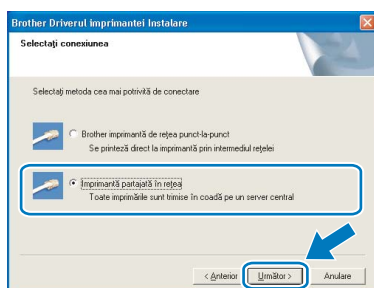 Brother Driverul imprimantei Instalare
Selectaţi conexiunea
Selectaţi metoda cea mai potrivită de conectare
Brother imprimantă de reţea punct-la-punct
Se printeză direct la imprimantă prin intermediul reţelei
Imprimantă partajată în reţea
Toate imprimările sunt trimise în coadă pe un server central
< Anterior
Următor >
Anulare